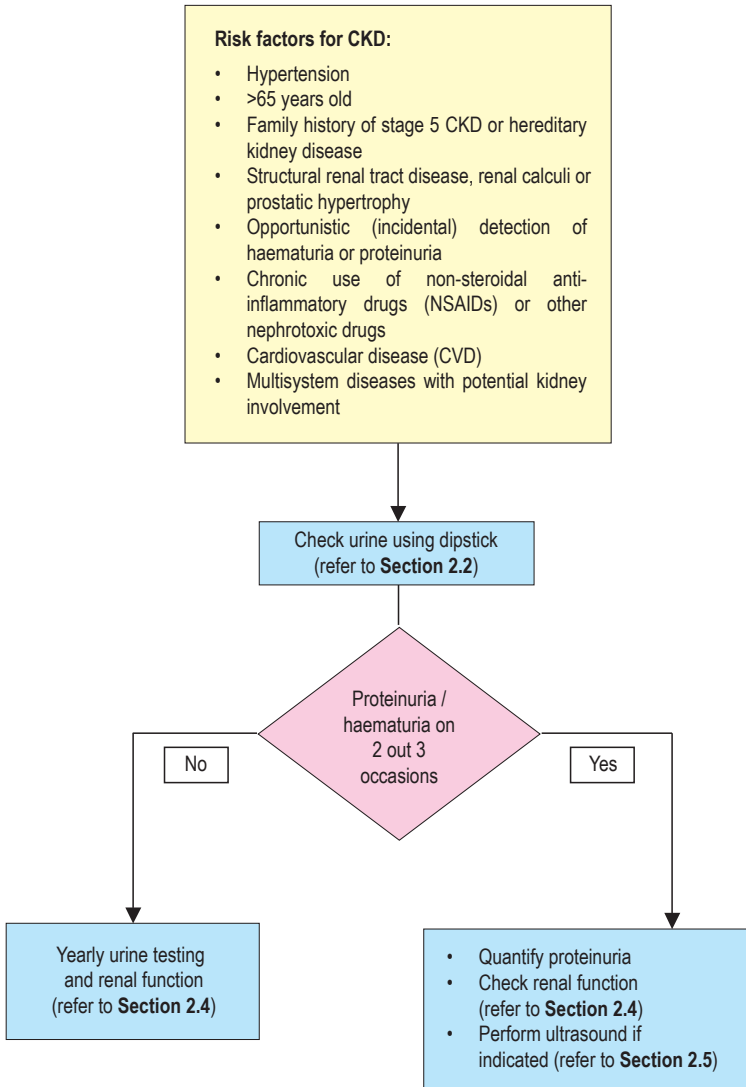 Risk factors for CKD:
• Hypertension
• >65 years old
• Family history of stage 5 CKD or hereditary
kidney disease
• Structural renal tract disease, renal calculi or
prostatic hypertrophy
• Opportunistic (incidental) detection of
haematuria or proteinuria
• Chronic use of non-steroidal anti-
inflammatory drugs (NSAIDs) or other
nephrotoxic drugs
• Cardiovascular disease (CVD)
• Multisystem diseases with potential kidney
involvement
Check urine using dipstick
(refer to Section 2.2)
Proteinuria /
haematuria on
2 out 3
occasions
No
Yes
Yearly urine testing
and renal function
(refer to Section 2.4)
• Quantify proteinuria
• Check renal function
(refer to Section 2.4)
• Perform ultrasound if
indicated (refer to Section 2.5)